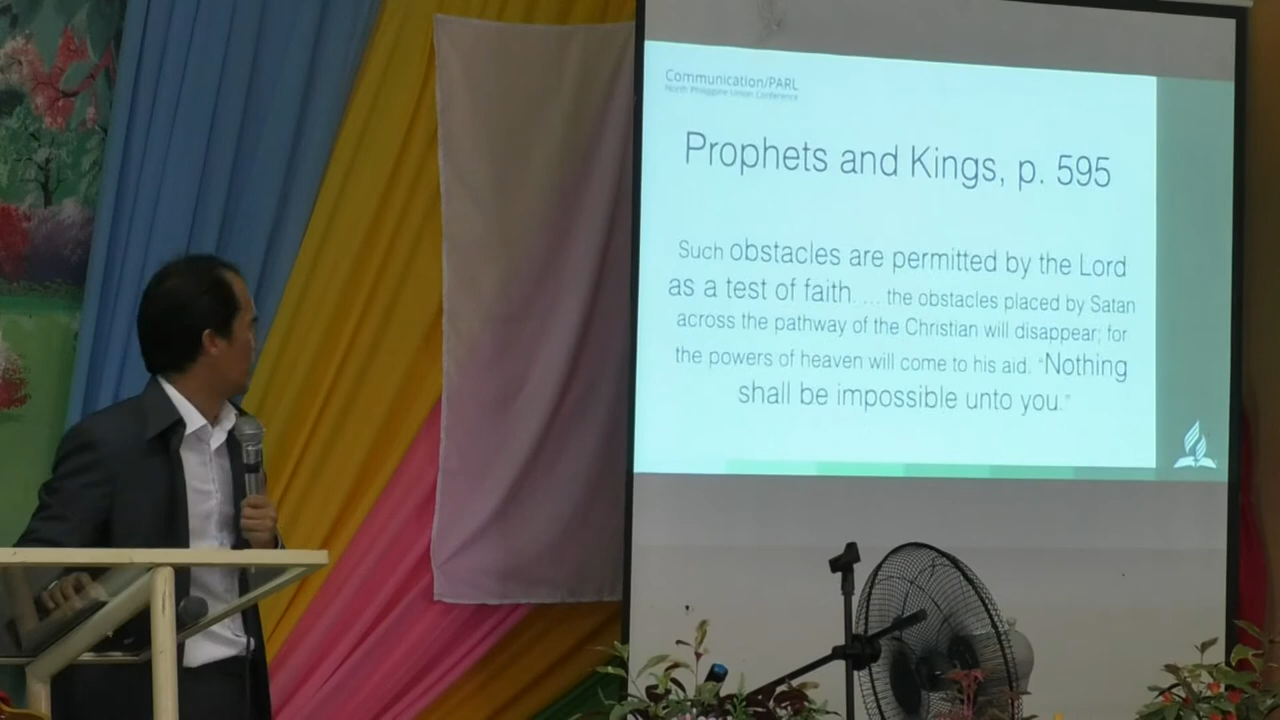 Communication/PARL
North Philippine Union Conference
Prophets and Kings, p. 595
Such obstacles are permitted by the Lord
as a test of faith. ... the obstacles placed by Satan
across the pathway of the Christian will disappear; for
the powers of heaven will come to his aid. "Nothing
shall be impossible unto you."